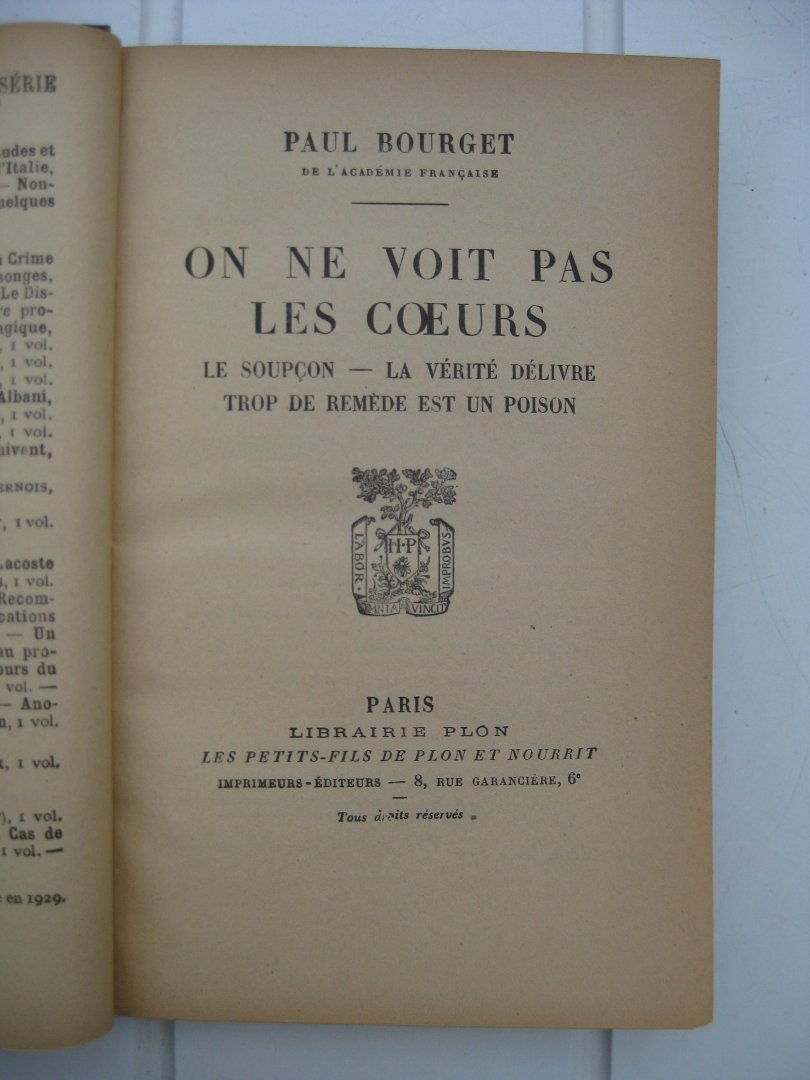 SÉRIE
udes et
l'Italie,
— Nou-
uelques
Crime
songes,
Le Dis-
re pro-
agique,
, 1 vol.
, 1 vol.
, 1 vol.
Albani,
, 1 vol.
, 1 vol.
uivent,
ERNOIS,
, 1 vol.
Lacoste
s, 1 vol.
Recom-
cations
— Un
au pro-
ours du
vol. —
— Ano-
n, 1 vol.
x, 1 vol.
), 1 vol.
Cas de
1 vol. —
en 1929.
PAUL BOURGET
DE L'ACADÉMIE FRANÇAISE
ON NE VOIT PAS
LES CŒURS
LE SOUPÇON — LA VÉRITÉ DÉLIVRE
TROP DE REMÈDE EST UN POISON
H·P
LABOR
IMPROBVS
OMNIA VINCIT
PARIS
LIBRAIRIE PLON
LES PETITS-FILS DE PLON ET NOURRIT
IMPRIMEURS-ÉDITEURS — 8, RUE GARANCIÈRE, 6e
Tous droits réservés